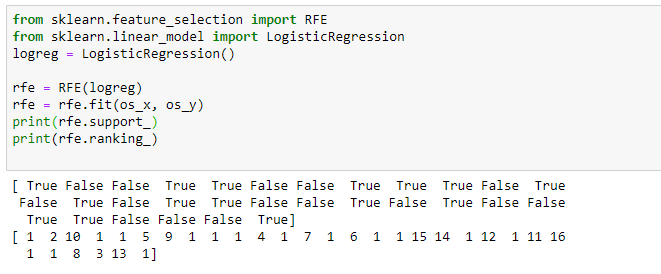 from sklearn.feature_selection import RFE
from sklearn.linear_model import LogisticRegression
logreg = LogisticRegression()
rfe = RFE(logreg)
rfe = rfe.fit(os_x, os_y)
print(rfe.support_)
print(rfe.ranking_)
[ True False False  True  True False False  True  True  True False  True
 False  True False  True  True False False  True False  True False False
  True  True False False False  True]
[ 1  2 10  1  1  5  9  1  1  1  4  1  7  1  6  1  1 15 14  1 12  1 11 16
  1  1  8  3 13  1]